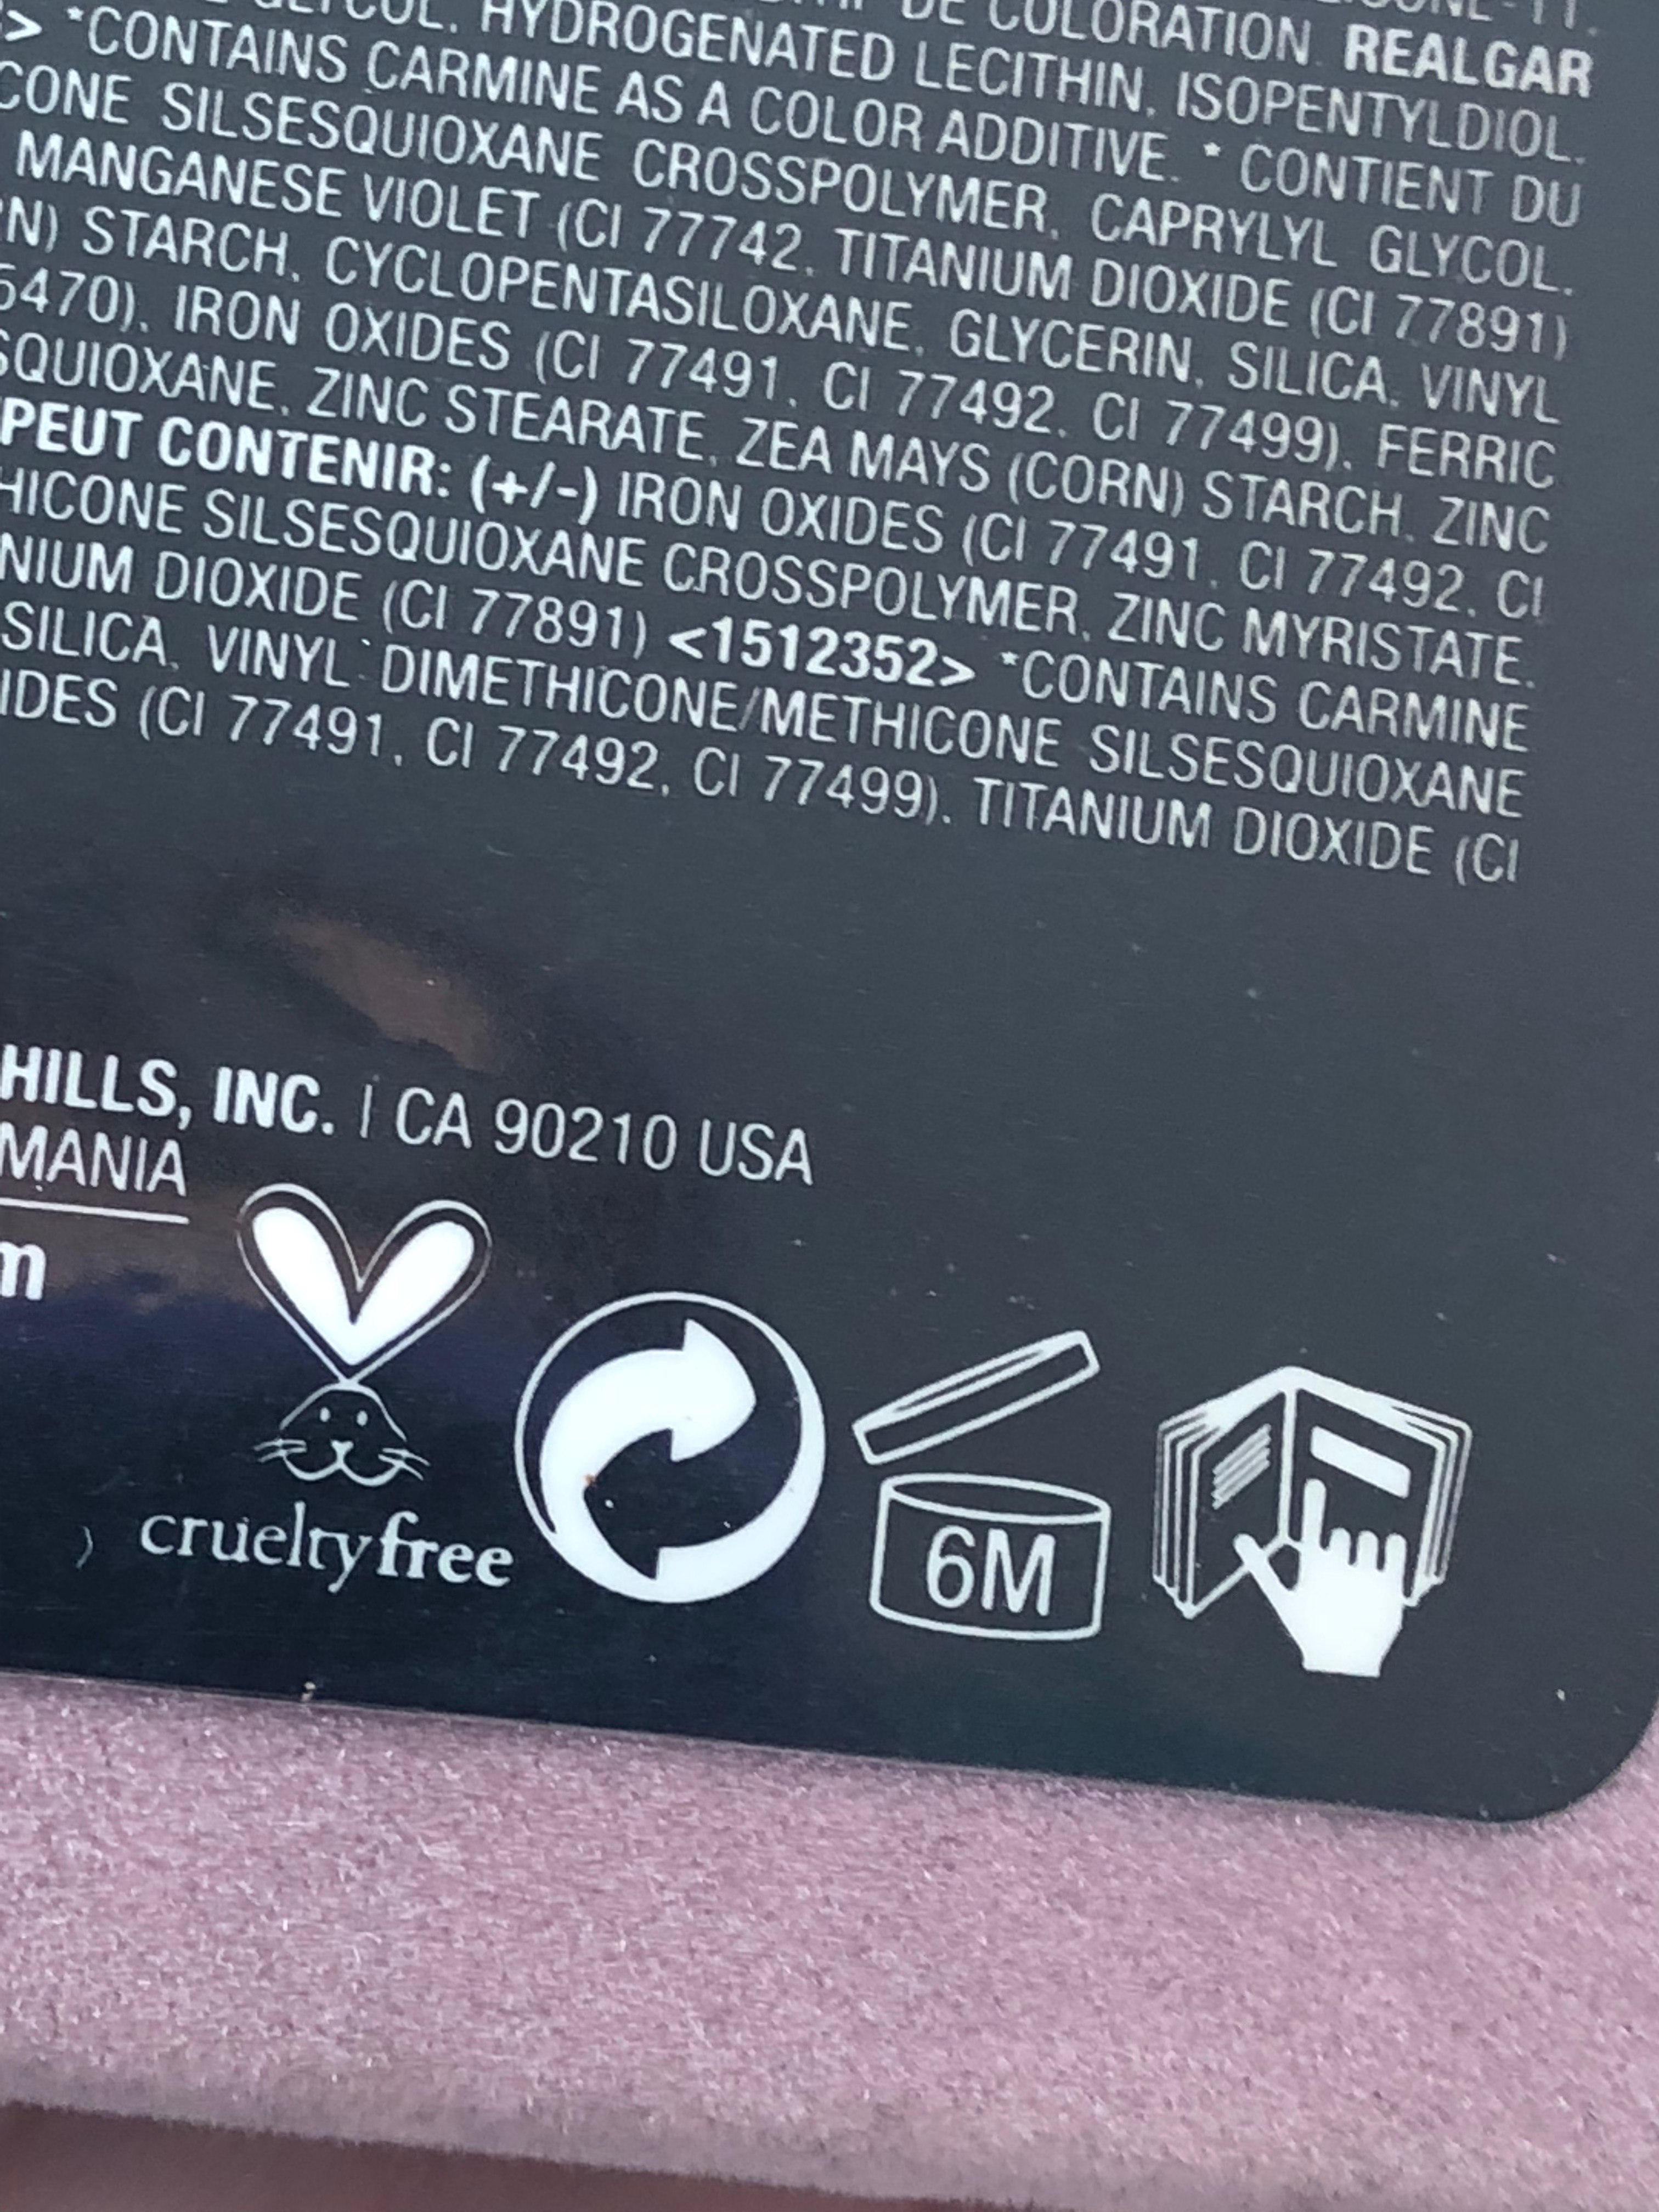 GLYCOL, HYDROGENATED LECITHIN, ISOPENTYLDIOL,
DE COLORATION. REALGAR
> *CONTAINS CARMINE AS A COLOR ADDITIVE. * CONTIENT DU
CONE SILSESQUIOXANE CROSSPOLYMER, CAPRYLYL GLYCOL,
MANGANESE VIOLET (CI 77742, TITANIUM DIOXIDE (CI 77891)
N) STARCH, CYCLOPENTASILOXANE, GLYCERIN, SILICA, VINYL
5470), IRON OXIDES (CI 77491, CI 77492, CI 77499), FERRIC
SQUIOXANE, ZINC STEARATE, ZEA MAYS (CORN) STARCH, ZINC
PEUT CONTENIR: (+/-) IRON OXIDES (CI 77491, CI 77492, CI
HICONE SILSESQUIOXANE CROSSPOLYMER, ZINC MYRISTATE,
NIUM DIOXIDE (CI 77891) <1512352> *CONTAINS CARMINE
SILICA, VINYL DIMETHICONE/METHICONE SILSESQUIOXANE
IDES (CI 77491, CI 77492, CI 77499), TITANIUM DIOXIDE (CI
HILLS, INC. | CA 90210 USA
MANIA
m
cruelty free
6M